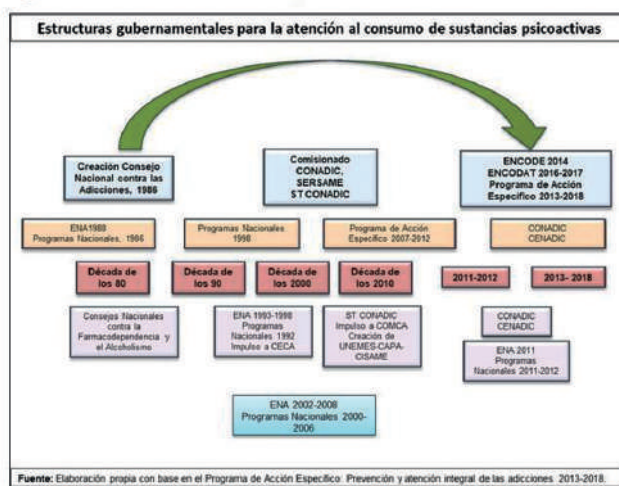 Estructuras gubernamentales para la atención al consumo de sustancias psicoactivas
Creación Consejo
Nacional contra las
Adicciones, 1986
Comisionado
CONADIC,
SERSAME
ST CONADIC
ENCODE 2014
ENCODAT 2016-2017
Programa de Acción
Específico 2013-2018
ENA1988
Programas Nacionales, 1986
Programas Nacionales
1998
Programa de Acción
Específico 2007-2012
CONADIC
CENADIC
Década de
los 80
Década de
los 90
Década de
los 2000
Década de
los 2010
2011-2012
2013- 2018
Consejos Nacionales
contra la
Farmacodependencia y
el Alcoholismo
ENA 1993-1998
Programas
Nacionales 1992
Impulso a CECA
ST CONADIC
Impulso a COMCA
Creación de
UNEMES-CAPA-
CISAME
CONADIC
CENADIC
ENA 2011
Programas
Nacionales 2011-2012
ENA 2002-2008
Programas Nacionales 2000-
2006
Fuente: Elaboración propia con base en el Programa de Acción Específico: Prevención y atención integral de las adicciones 2013-2018.